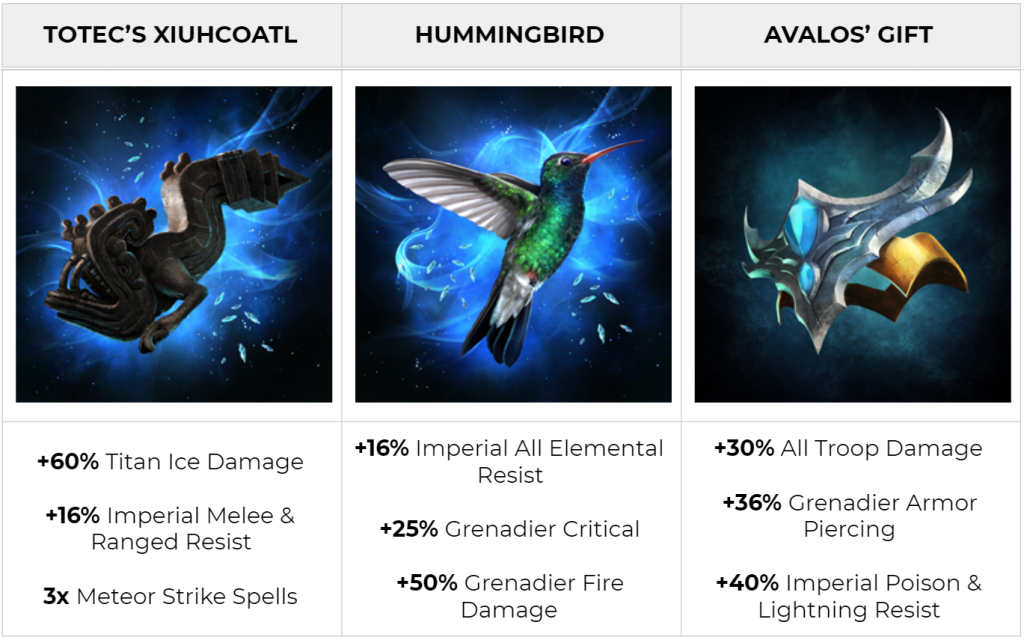 TOTEC’S XIUHCOATL
HUMMINGBIRD
AVALOS’ GIFT
+60% Titan Ice Damage
+16% Imperial Melee &
Ranged Resist
3x Meteor Strike Spells
+16% Imperial All Elemental
Resist
+25% Grenadier Critical
+50% Grenadier Fire
Damage
+30% All Troop Damage
+36% Grenadier Armor
Piercing
+40% Imperial Poison &
Lightning Resist